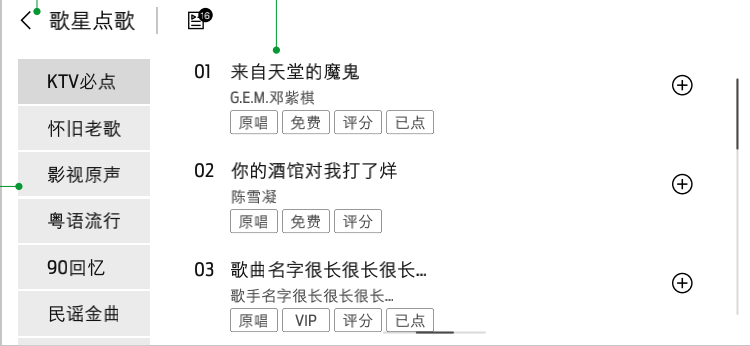 歌星点歌
16
KTV必点
怀旧老歌
影视原声
粤语流行
90回忆
民谣金曲
01 来自天堂的魔鬼
G.E.M.邓紫棋
原唱 免费 评分 已点
02 你的酒馆对我打了烊
陈雪凝
原唱 免费 评分
03 歌曲名字很长很长很长...
歌手名字很长很长很长...
原唱 VIP 评分 已点